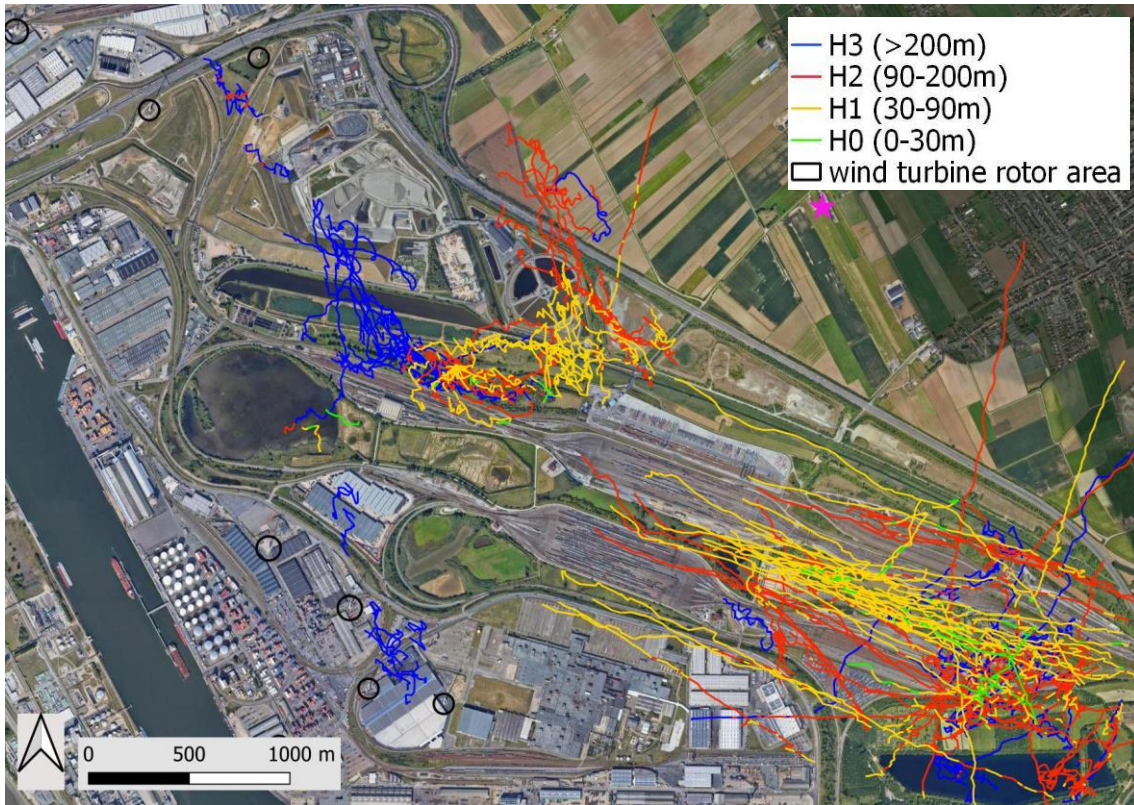 H3 (>200m)
H2 (90-200m)
H1 (30-90m)
H0 (0-30m)
wind turbine rotor area
0 500 1000 m